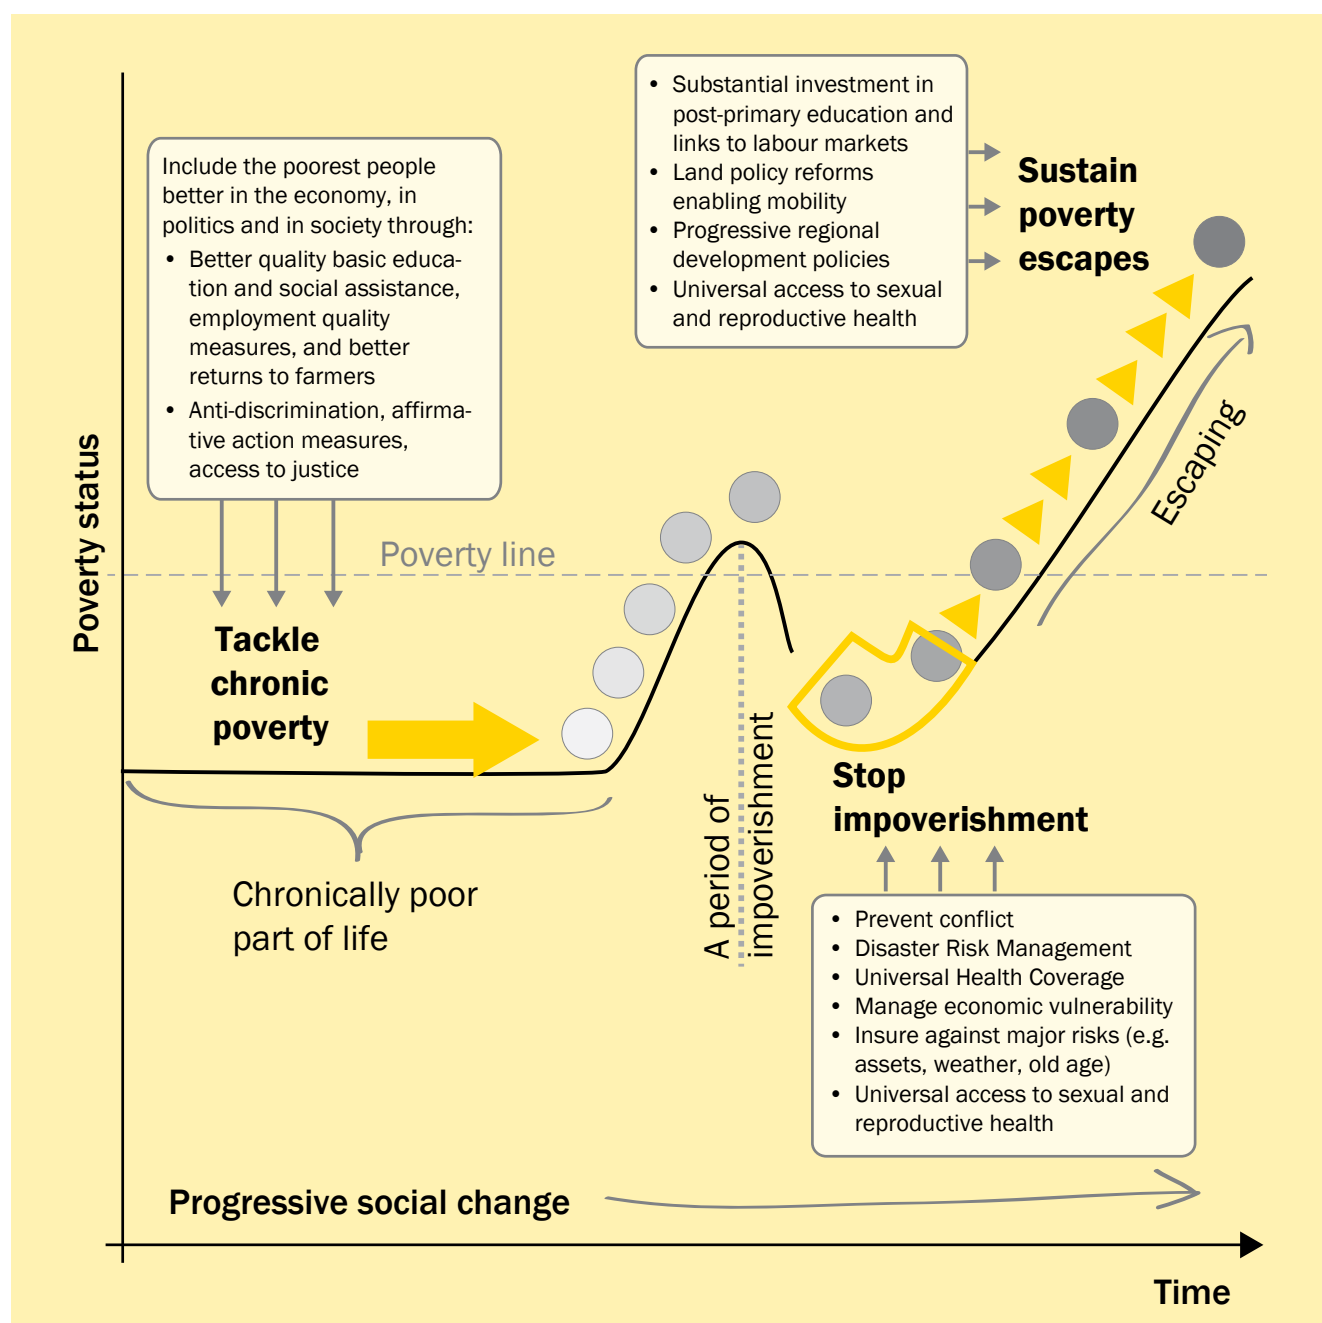 • Substantial investment in
post-primary education and
links to labour markets
• Land policy reforms
enabling mobility
• Progressive regional
development policies
• Universal access to sexual
and reproductive health
Sustain
poverty
escapes
Include the poorest people
better in the economy, in
politics and in society through:
• Better quality basic educa-
tion and social assistance,
employment quality
measures, and better
returns to farmers
• Anti-discrimination, affirma-
tive action measures,
access to justice
Poverty status
Poverty line
Escaping
Tackle
chronic
poverty
Chronically poor
part of life
A period of
impoverishment
Stop
impoverishment
• Prevent conflict
• Disaster Risk Management
• Universal Health Coverage
• Manage economic vulnerability
• Insure against major risks (e.g.
assets, weather, old age)
• Universal access to sexual and
reproductive health
Progressive social change
Time